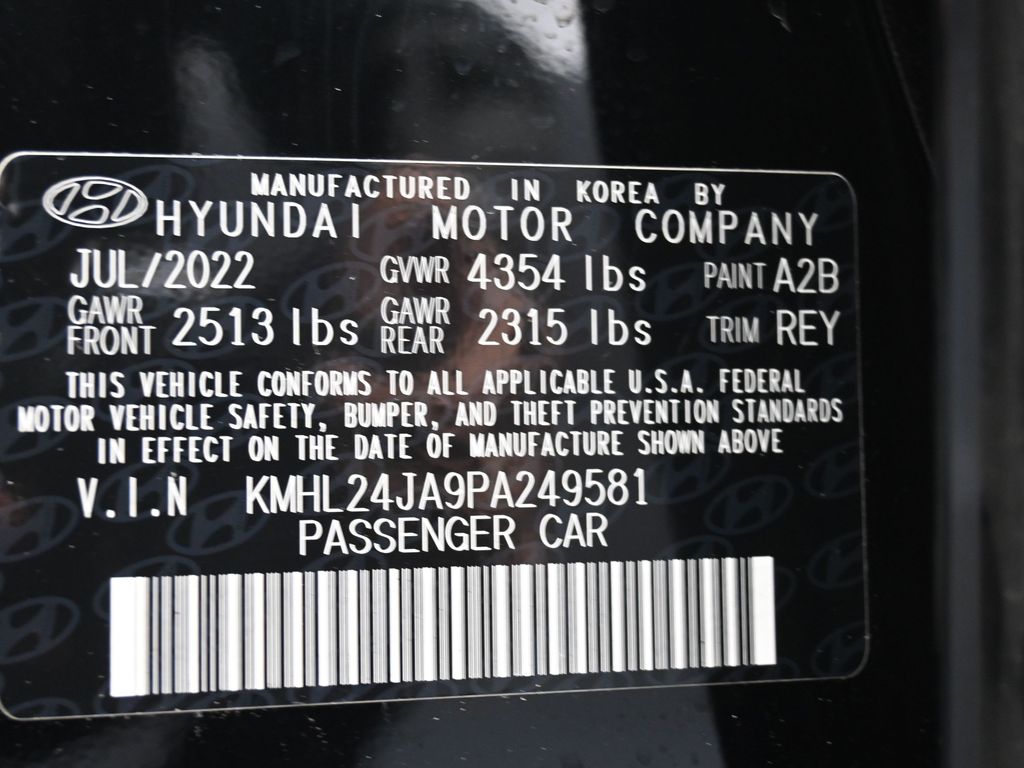 MANUFACTURED IN KOREA BY
HYUNDAI MOTOR COMPANY
JUL/2022 GVWR 4354 lbs PAINT A2B
GAWR FRONT 2513 lbs GAWR REAR 2315 lbs TRIM REY
THIS VEHICLE CONFORMS TO ALL APPLICABLE U.S.A. FEDERAL
MOTOR VEHICLE SAFETY, BUMPER, AND THEFT PREVENTION STANDARDS
IN EFFECT ON THE DATE OF MANUFACTURE SHOWN ABOVE
V.I.N KMHL24JA9PA249581
PASSENGER CAR